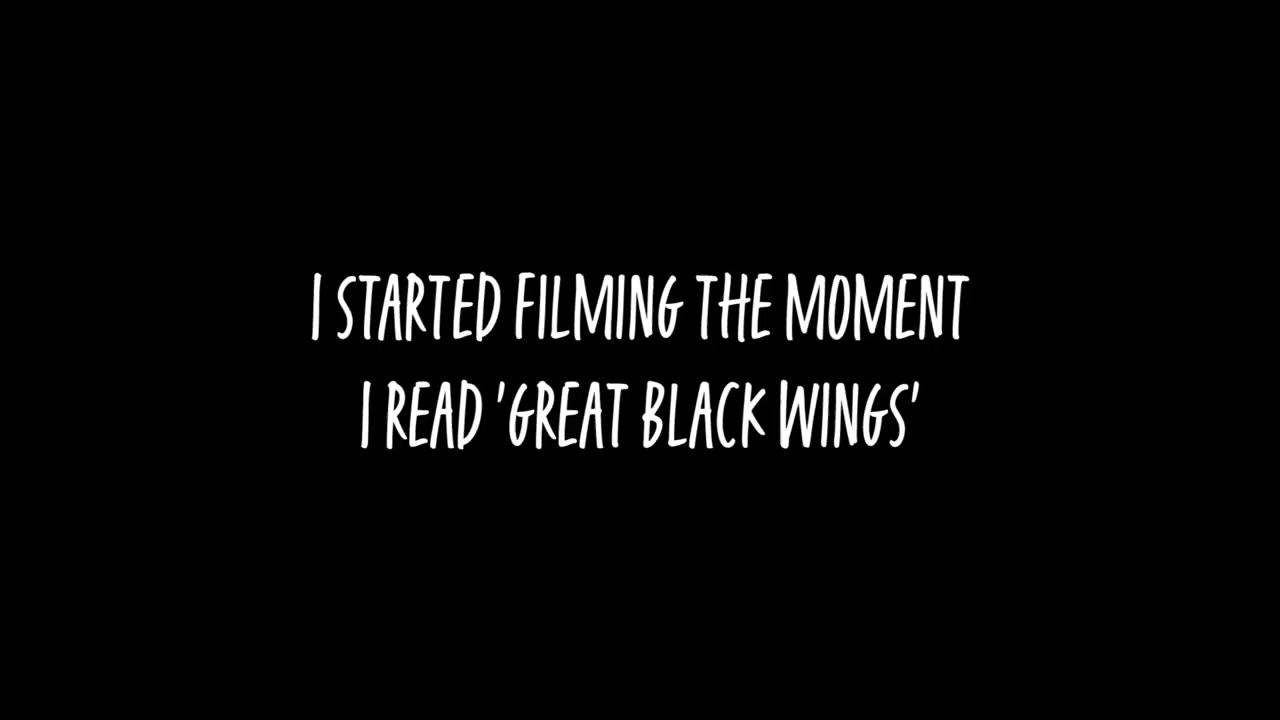 I STARTED FILMING THE MOMENT
I READ 'GREAT BLACK WINGS'